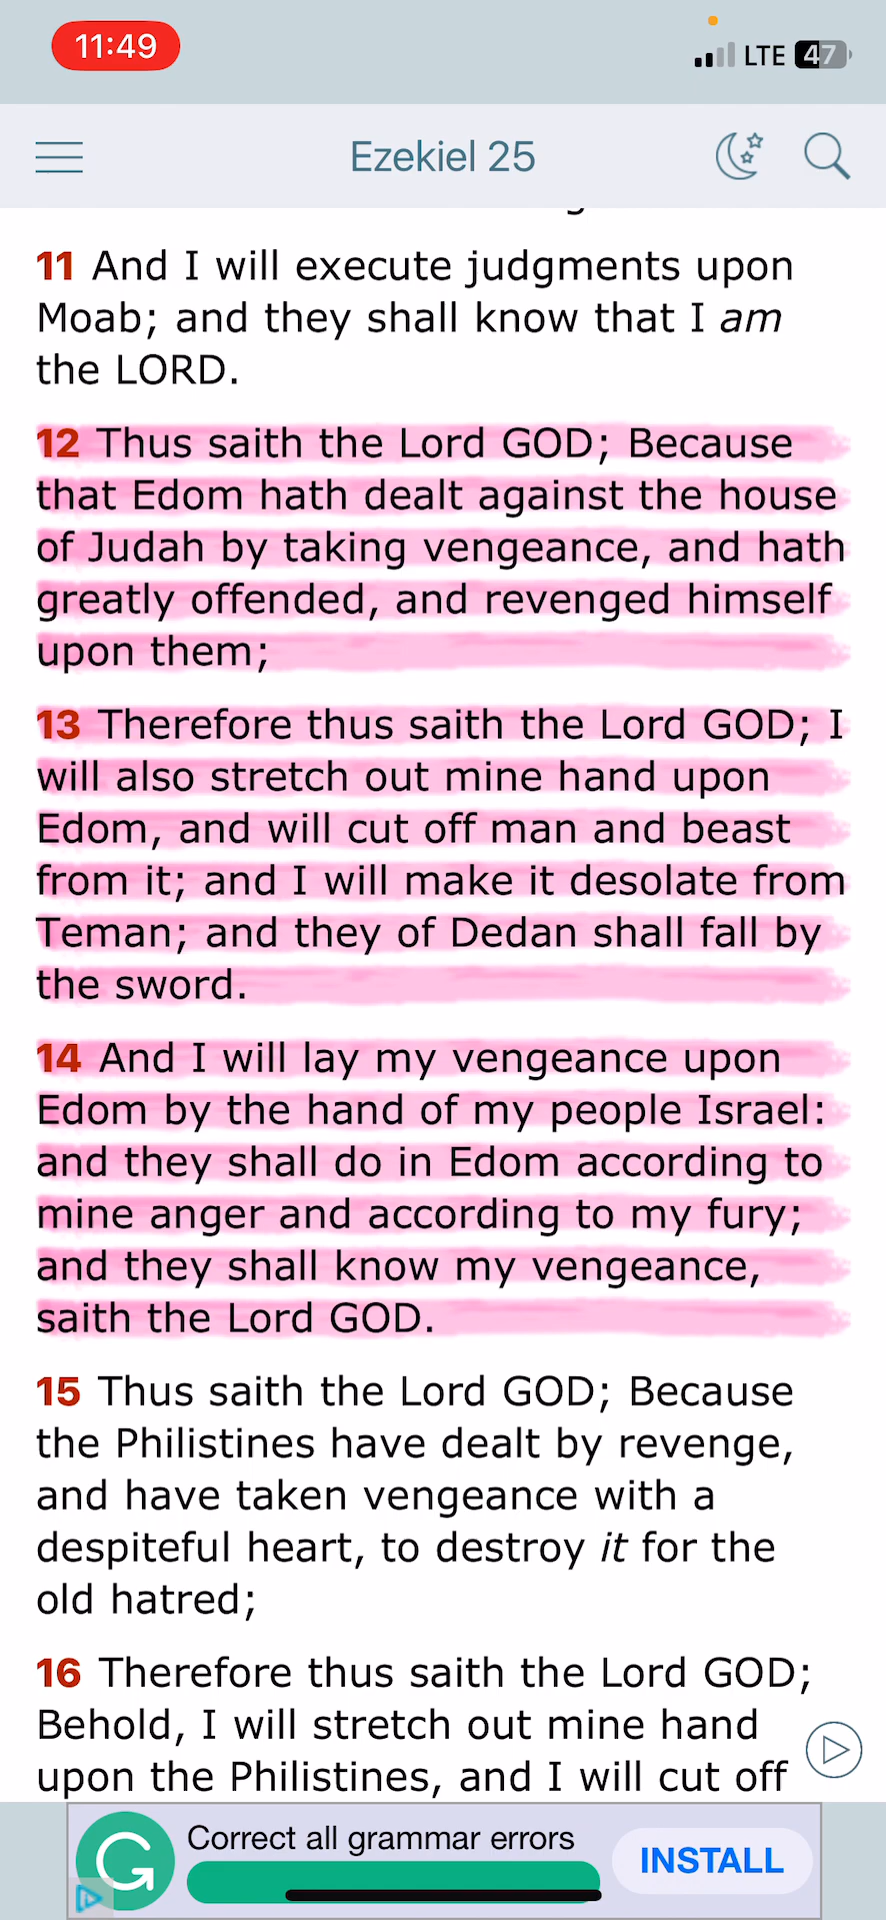 11:49
LTE 47
Ezekiel 25
11 And I will execute judgments upon
Moab; and they shall know that I am
the LORD.
12 Thus saith the Lord GOD; Because
that Edom hath dealt against the house
of Judah by taking vengeance, and hath
greatly offended, and revenged himself
upon them;
13 Therefore thus saith the Lord GOD; I
will also stretch out mine hand upon
Edom, and will cut off man and beast
from it; and I will make it desolate from
Teman; and they of Dedan shall fall by
the sword.
14 And I will lay my vengeance upon
Edom by the hand of my people Israel:
and they shall do in Edom according to
mine anger and according to my fury;
and they shall know my vengeance,
saith the Lord GOD.
15 Thus saith the Lord GOD; Because
the Philistines have dealt by revenge,
and have taken vengeance with a
despiteful heart, to destroy it for the
old hatred;
16 Therefore thus saith the Lord GOD;
Behold, I will stretch out mine hand
upon the Philistines, and I will cut off
Correct all grammar errors
INSTALL